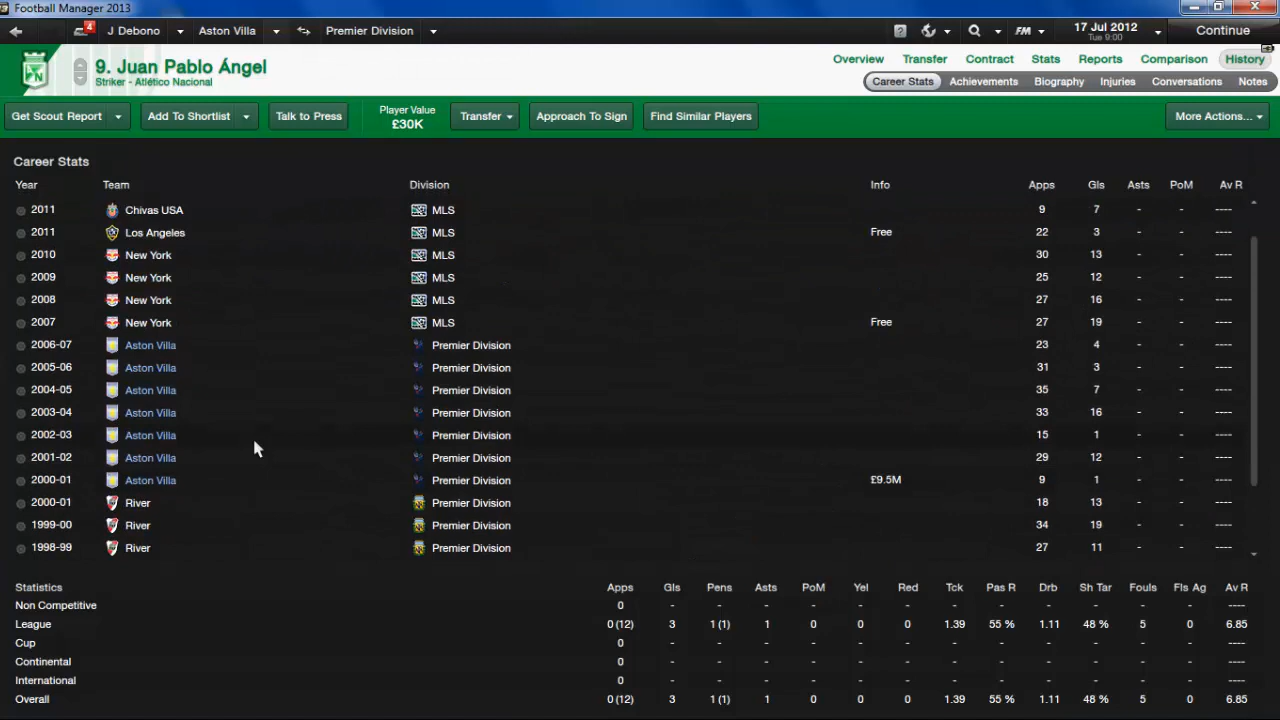 Football Manager 2013
4 J Debono Aston Villa Premier Division ? FM 17 Jul 2012 Continue
Tue 9:00
9. Juan Pablo Ángel
Striker - Atlético Nacional
Overview Transfer Contract Stats Reports Comparison History
Career Stats Achievements Biography Injuries Conversations Notes
Get Scout Report Add To Shortlist Talk to Press Player Value Transfer Approach To Sign Find Similar Players More Actions...
£30K
Career Stats
Year Team Division Info Apps Gls Asts PoM Av R
2011 Chivas USA MLS 9 7 - - ----
2011 Los Angeles MLS Free 22 3 - - ----
2010 New York MLS 30 13 - - ----
2009 New York MLS 25 12 - - ----
2008 New York MLS 27 16 - - ----
2007 New York MLS Free 27 19 - - ----
2006-07 Aston Villa Premier Division 23 4 - - ----
2005-06 Aston Villa Premier Division 31 3 - - ----
2004-05 Aston Villa Premier Division 35 7 - - ----
2003-04 Aston Villa Premier Division 33 16 - - ----
2002-03 Aston Villa Premier Division 15 1 - - ----
2001-02 Aston Villa Premier Division 29 12 - - ----
2000-01 Aston Villa Premier Division £9.5M 9 1 - - ----
2000-01 River Premier Division 18 13 - - ----
1999-00 River Premier Division 34 19 - - ----
1998-99 River Premier Division 27 11 - - ----
Statistics Apps Gls Pens Asts PoM Yel Red Tck Pas R Drb Sh Tar Fouls Fls Ag Av R
Non Competitive 0 - - - - - - - - - - - - ----
League 0 (12) 3 1 (1) 1 0 0 0 1.39 55 % 1.11 48 % 5 0 6.85
Cup 0 - - - - - - - - - - - - ----
Continental 0 - - - - - - - - - - - - ----
International 0 - - - - - - - - - - - - ----
Overall 0 (12) 3 1 (1) 1 0 0 0 1.39 55 % 1.11 48 % 5 0 6.85